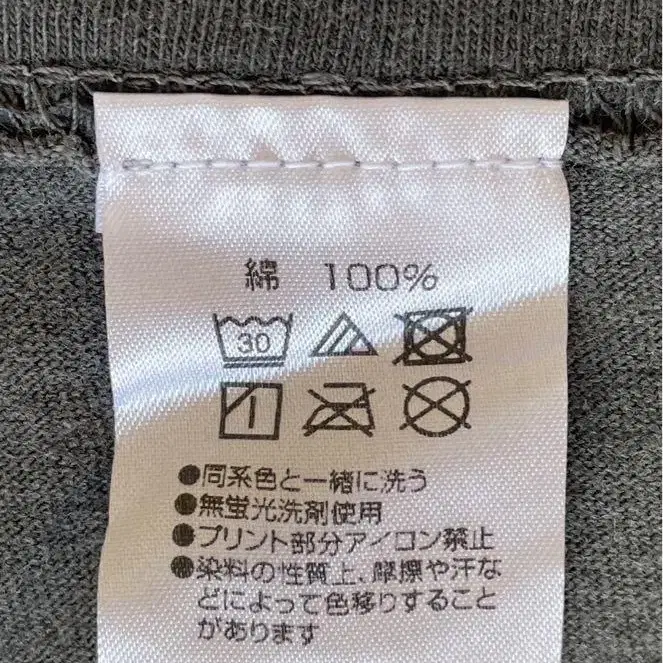 綿 100%
30
●同系色と一緒に洗う
●無蛍光洗剤使用
●プリント部分アイロン禁止
●染料の性質上、摩擦や汗な
どによって色移りすること
があります